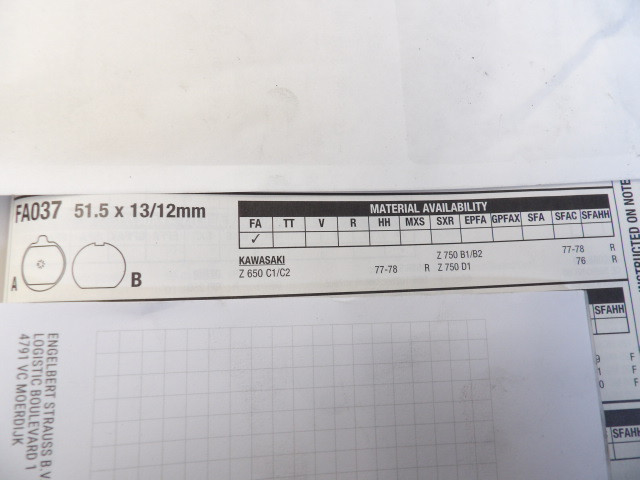 FA037 51.5 x 13/12mm
MATERIAL AVAILABILITY
FA TT V R HH MXS SXR EPFA GPFAX SFA SFAC SFAHH
✓
A B
KAWASAKI
Z 650 C1/C2 77-78 R Z 750 B1/B2 77-78 R
Z 750 D1 76 R
ON NOTE
SFAHH
F
F
0 F
SFAHH
ENGELBERT STRAUSS B.V
LOGISTIC BOULEVARD 1
4791 VC MOERDIJK